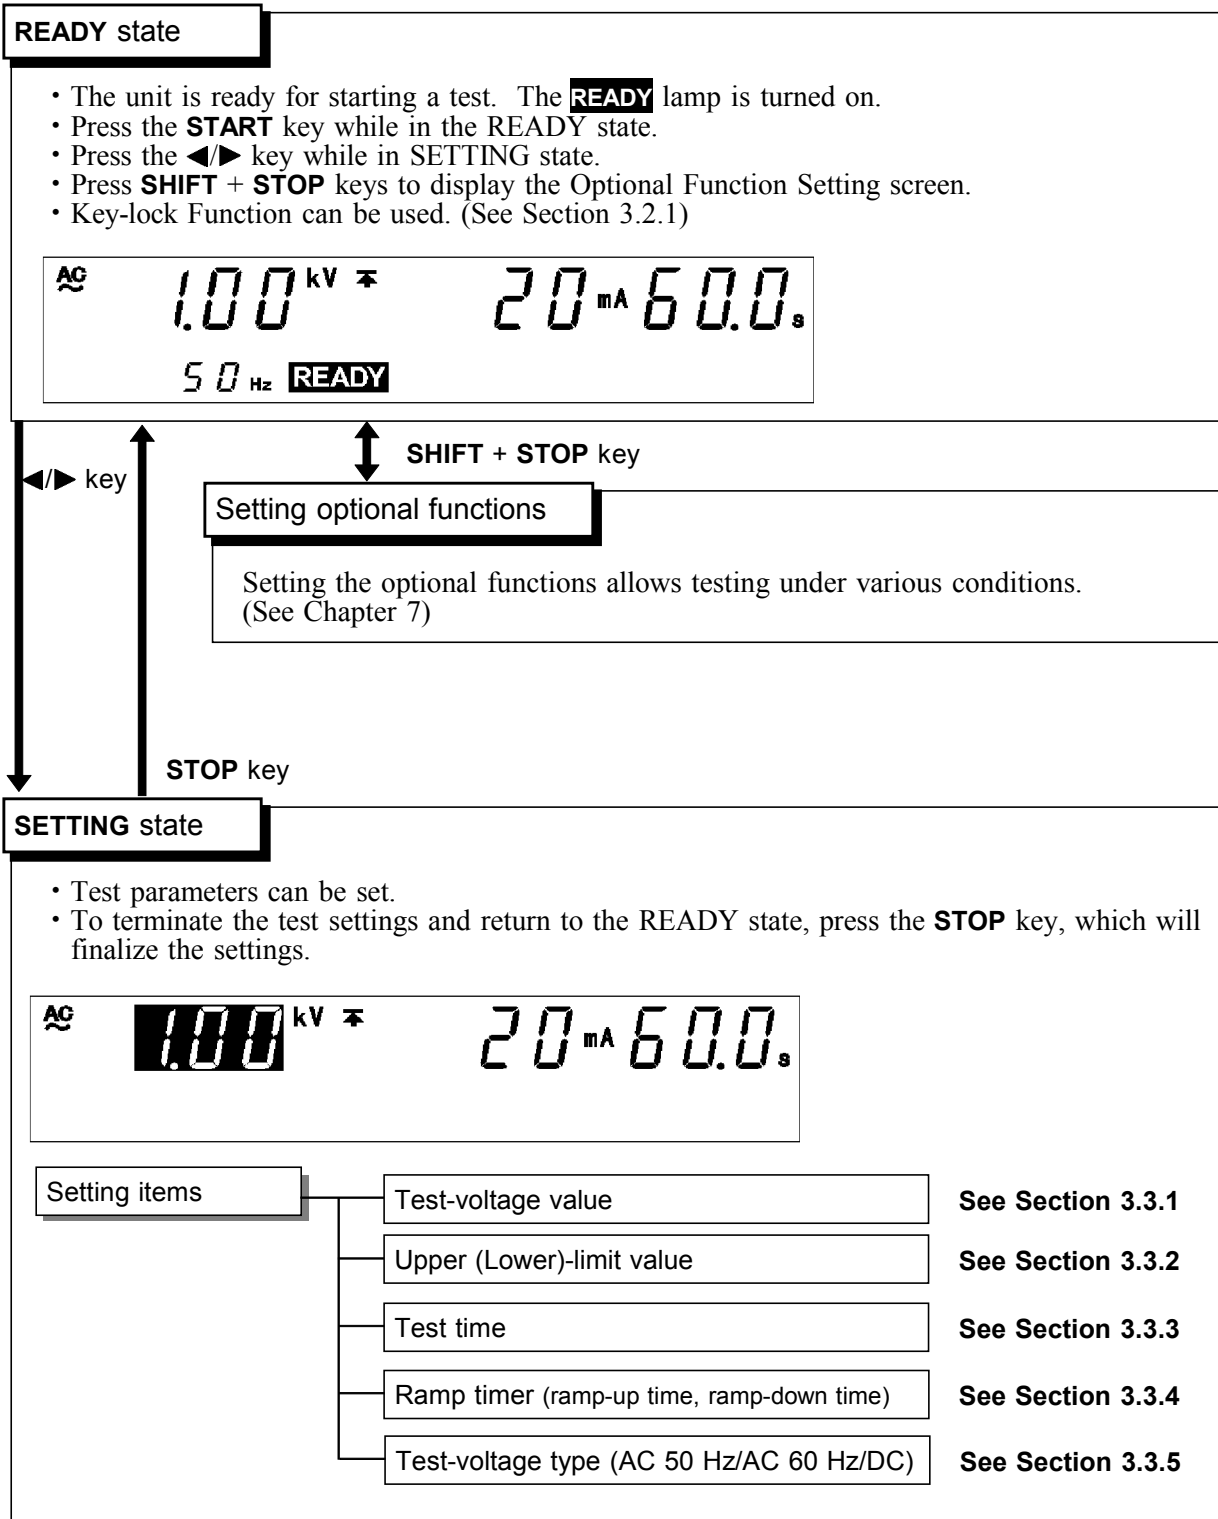 READY state
・The unit is ready for starting a test. The READY lamp is turned on.
・Press the START key while in the READY state.
・Press the ◀/▶ key while in SETTING state.
・Press SHIFT + STOP keys to display the Optional Function Setting screen.
・Key-lock Function can be used. (See Section 3.2.1)
AC 1.00 kV 20 mA 60.0 s
50 Hz READY
SHIFT + STOP key
◀/▶ key
Setting optional functions
Setting the optional functions allows testing under various conditions.
(See Chapter 7)
STOP key
SETTING state
・Test parameters can be set.
・To terminate the test settings and return to the READY state, press the STOP key, which will
finalize the settings.
AC 1.00 kV 20 mA 60.0 s
Setting items
Test-voltage value See Section 3.3.1
Upper (Lower)-limit value See Section 3.3.2
Test time See Section 3.3.3
Ramp timer (ramp-up time, ramp-down time) See Section 3.3.4
Test-voltage type (AC 50 Hz/AC 60 Hz/DC) See Section 3.3.5